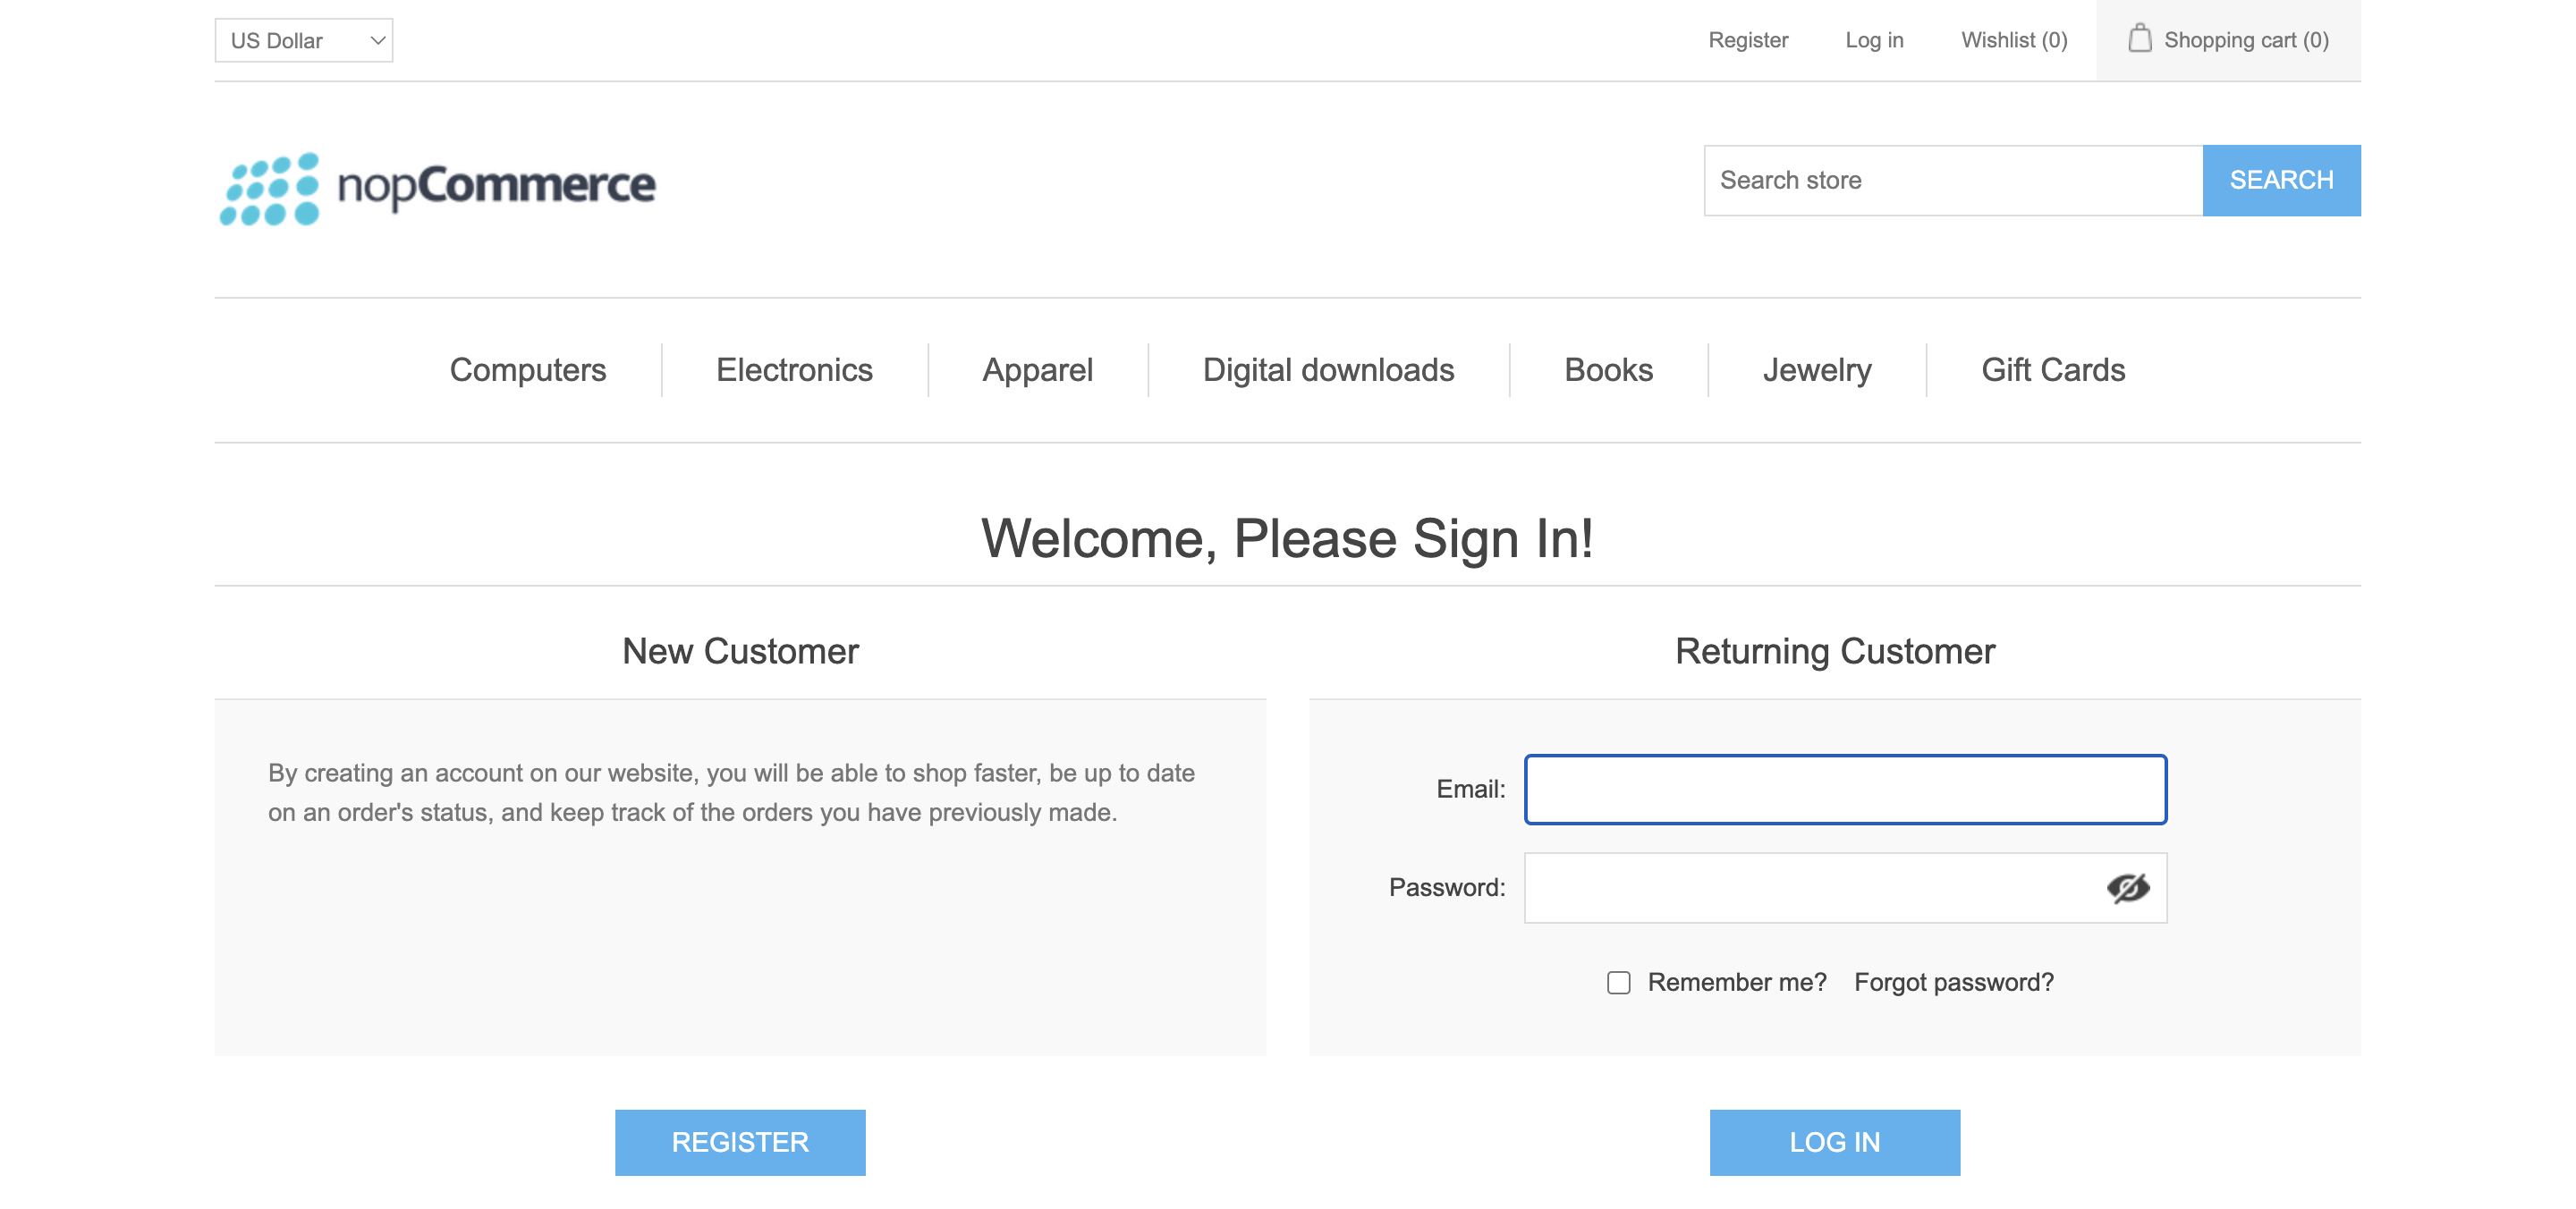 US Dollar
Register
Log in
Wishlist (0)
Shopping cart (0)
nopCommerce
Search store
SEARCH
Computers
Electronics
Apparel
Digital downloads
Books
Jewelry
Gift Cards
Welcome, Please Sign In!
New Customer
By creating an account on our website, you will be able to shop faster, be up to date
on an order's status, and keep track of the orders you have previously made.
REGISTER
Returning Customer
Email:
Password:
Remember me?
Forgot password?
LOG IN